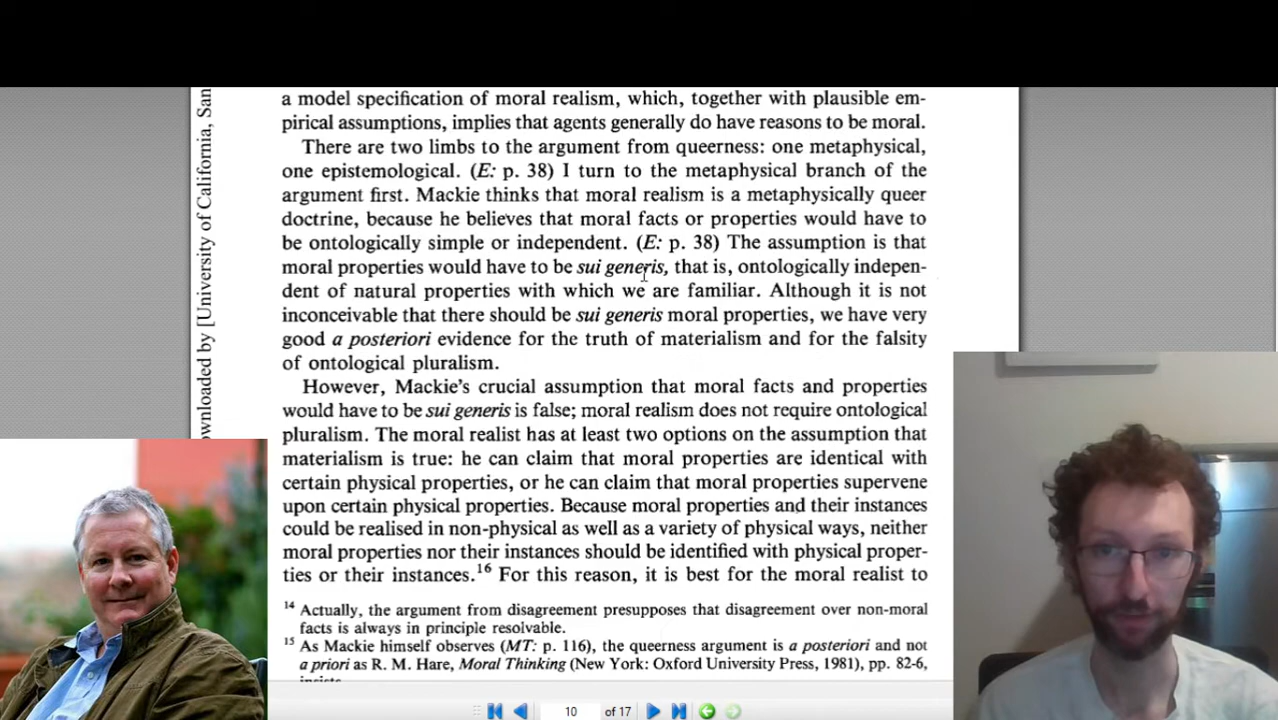 ownloaded by [University of California, San
a model specification of moral realism, which, together with plausible em-
pirical assumptions, implies that agents generally do have reasons to be moral.
There are two limbs to the argument from queerness: one metaphysical,
one epistemological. (E: p. 38) I turn to the metaphysical branch of the
argument first. Mackie thinks that moral realism is a metaphysically queer
doctrine, because he believes that moral facts or properties would have to
be ontologically simple or independent. (E: p. 38) The assumption is that
moral properties would have to be sui generis, that is, ontologically indepen-
dent of natural properties with which we are familiar. Although it is not
inconceivable that there should be sui generis moral properties, we have very
good a posteriori evidence for the truth of materialism and for the falsity
of ontological pluralism.
However, Mackie's crucial assumption that moral facts and properties
would have to be sui generis is false; moral realism does not require ontological
pluralism. The moral realist has at least two options on the assumption that
materialism is true: he can claim that moral properties are identical with
certain physical properties, or he can claim that moral properties supervene
upon certain physical properties. Because moral properties and their instances
could be realised in non-physical as well as a variety of physical ways, neither
moral properties nor their instances should be identified with physical proper-
ties or their instances.16 For this reason, it is best for the moral realist to
14 Actually, the argument from disagreement presupposes that disagreement over non-moral
facts is always in principle resolvable.
15 As Mackie himself observes (MT: p. 116), the queerness argument is a posteriori and not
a priori as R. M. Hare, Moral Thinking (New York: Oxford University Press, 1981), pp. 82-6,
10 of 17